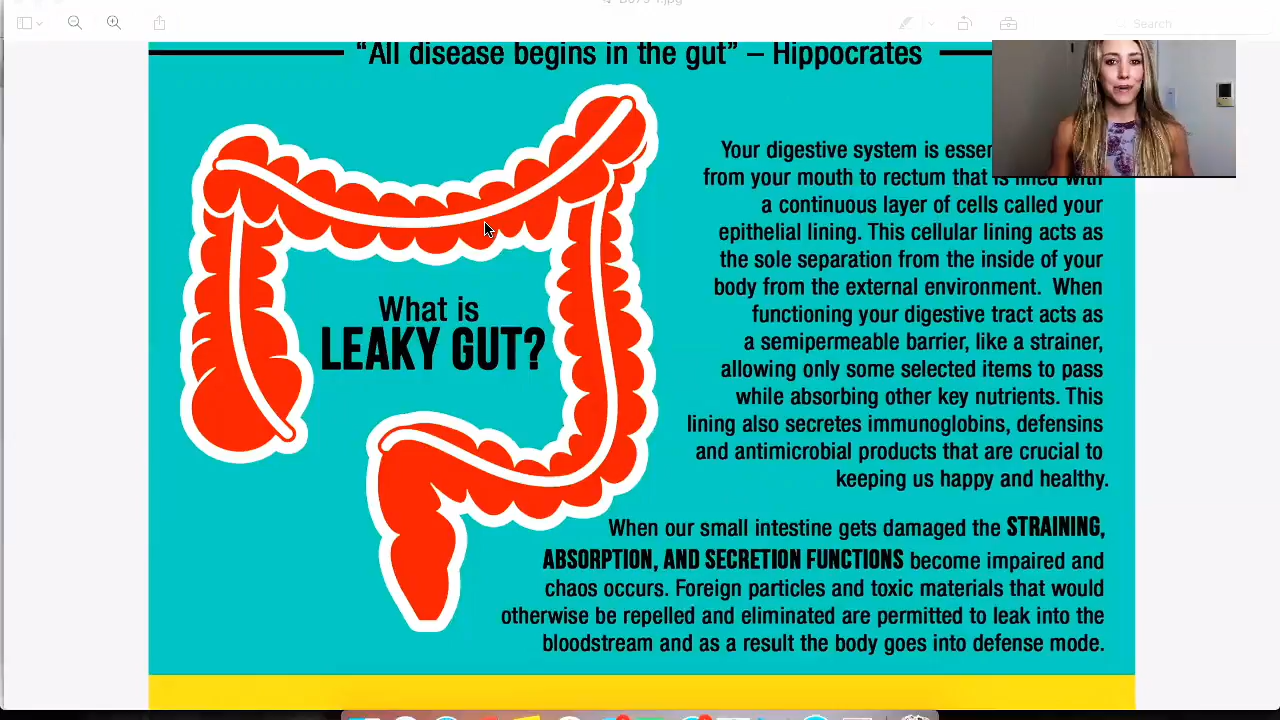 Search
“All disease begins in the gut” – Hippocrates
What is
LEAKY GUT?
Your digestive system is
from your mouth to rectum that is lined with
a continuous layer of cells called your
epithelial lining. This cellular lining acts as
the sole separation from the inside of your
body from the external environment. When
functioning your digestive tract acts as
a semipermeable barrier, like a strainer,
allowing only some selected items to pass
while absorbing other key nutrients. This
lining also secretes immunoglobins, defensins
and antimicrobial products that are crucial to
keeping us happy and healthy.
When our small intestine gets damaged the STRAINING,
ABSORPTION, AND SECRETION FUNCTIONS become impaired and
chaos occurs. Foreign particles and toxic materials that would
otherwise be repelled and eliminated are permitted to leak into the
bloodstream and as a result the body goes into defense mode.